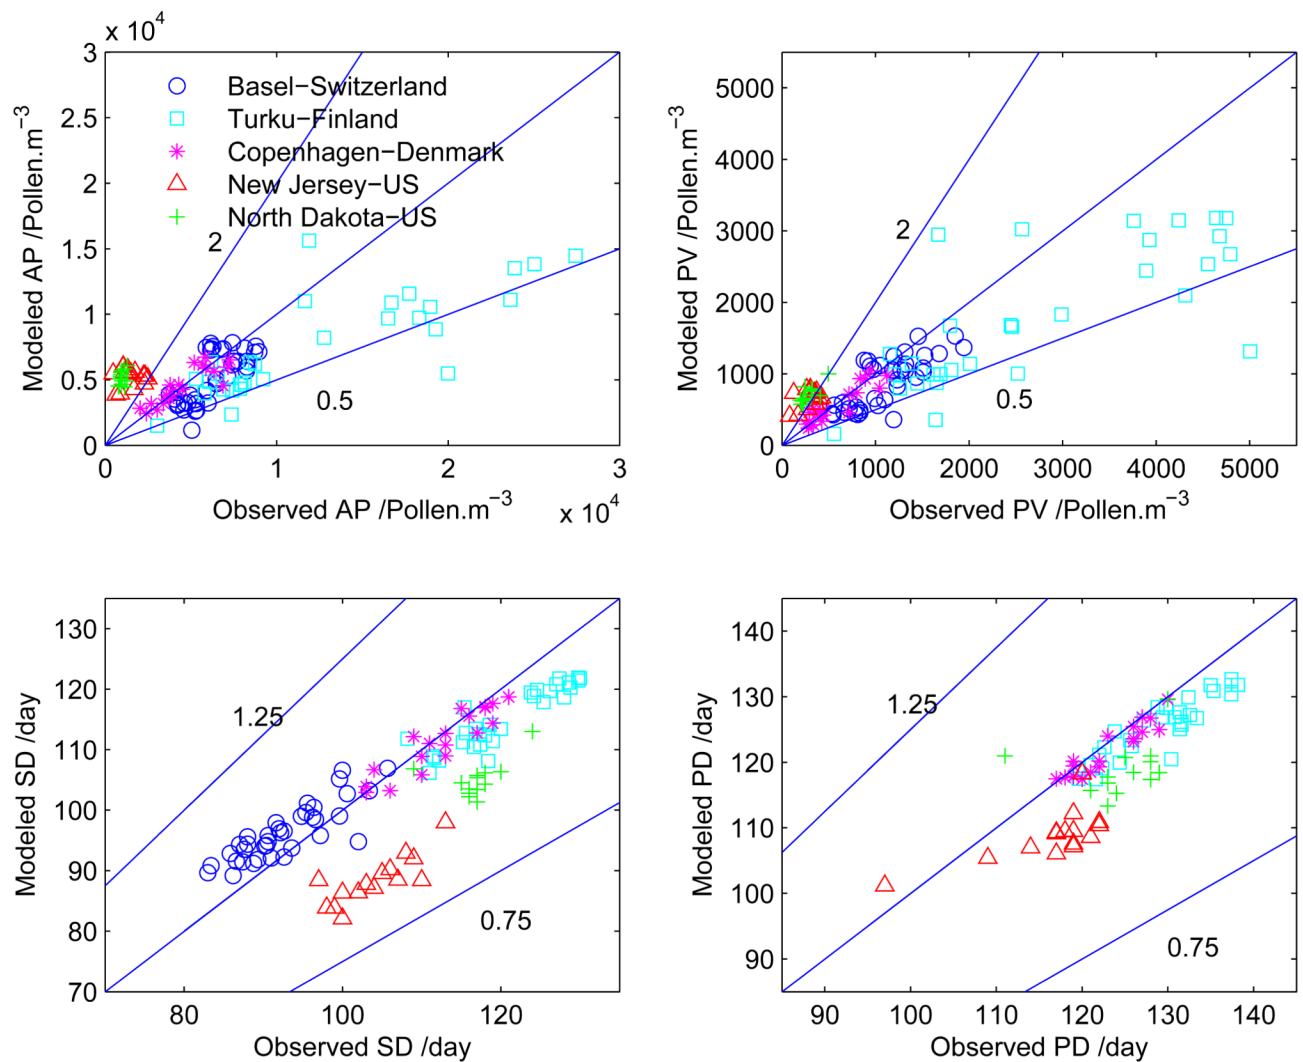 x 10⁴
3
2.5
2
1.5
1
0.5
0
Modeled AP /Pollen.m⁻³
Basel−Switzerland
Turku−Finland
Copenhagen−Denmark
New Jersey−US
North Dakota−US
2
0.5
0 1 2 3
Observed AP /Pollen.m⁻³
x 10⁴
5000
4000
3000
2000
1000
0
Modeled PV /Pollen.m⁻³
2
0.5
0 1000 2000 3000 4000 5000
Observed PV /Pollen.m⁻³
130
120
110
100
90
80
70
Modeled SD /day
1.25
0.75
80 100 120
Observed SD /day
140
130
120
110
100
90
Modeled PD /day
1.25
0.75
90 100 110 120 130 140
Observed PD /day